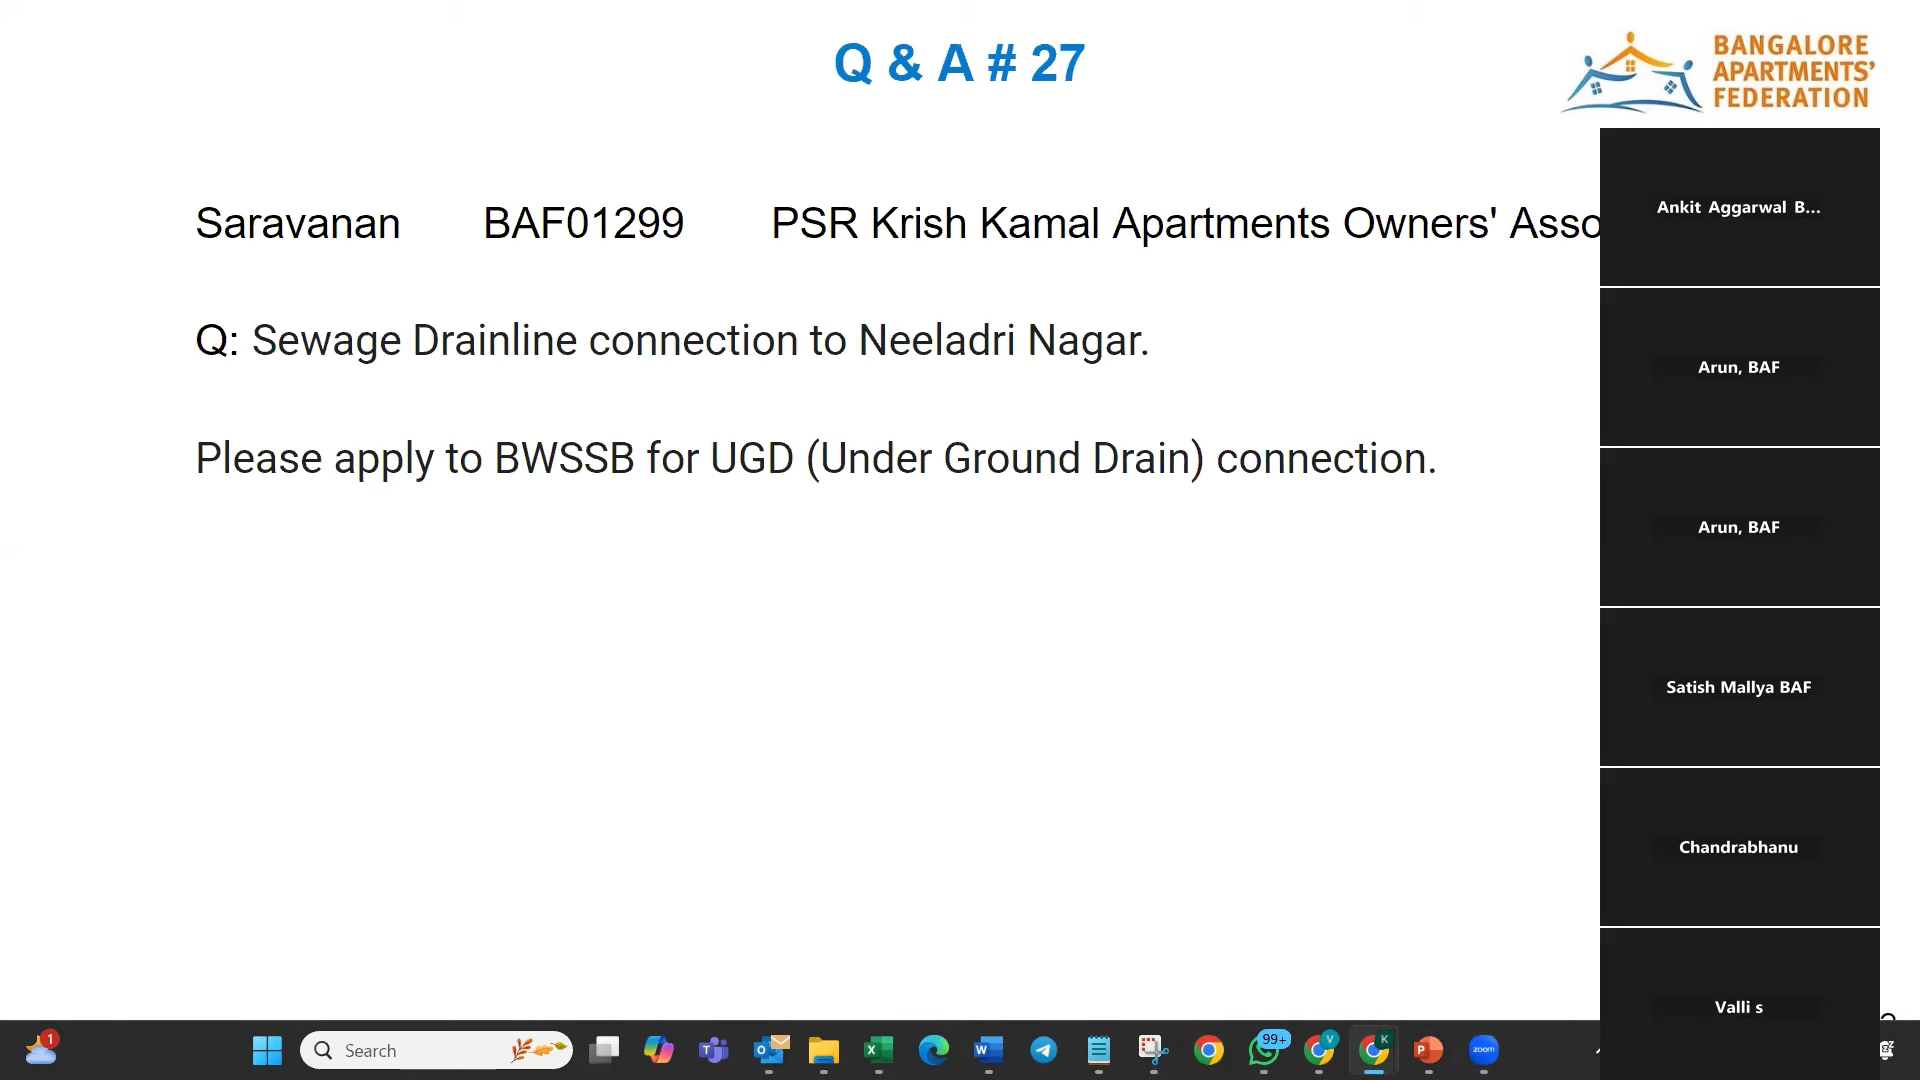 Q & A # 27
BANGALORE
APARTMENTS'
FEDERATION
Saravanan BAF01299 PSR Krish Kamal Apartments Owners' Asso
Q: Sewage Drainline connection to Neeladri Nagar.
Please apply to BWSSB for UGD (Under Ground Drain) connection.
Ankit Aggarwal B...
Arun, BAF
Arun, BAF
Satish Mallya BAF
Chandrabhanu
Valli s
1
Search
99+
V
K
zoom